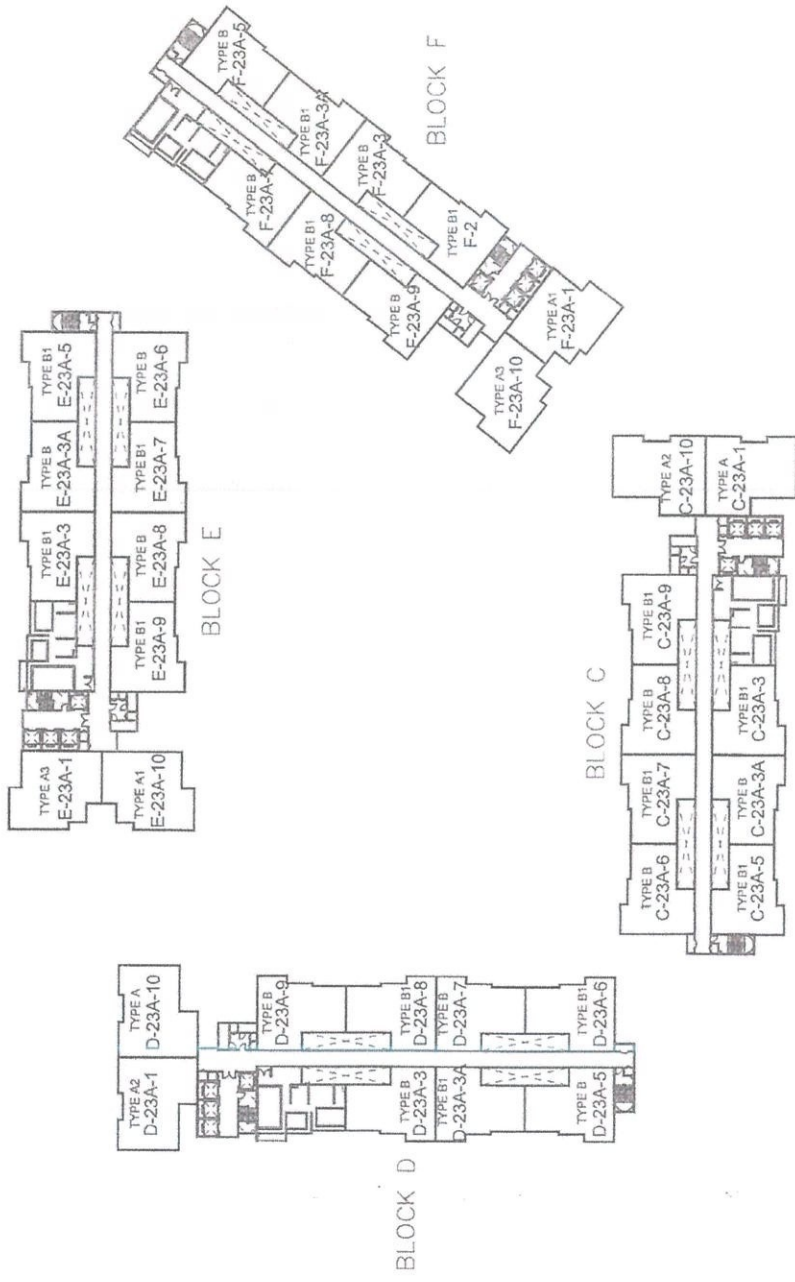 BLOCK F
TYPE B
F-23A-5
TYPE B1
F-23A-3A
TYPE B
F-23A-3
TYPE B1
F-2
TYPE A1
F-23A-1
TYPE B
TYPE B1
F-23A-8
TYPE B
F-23A-9
TYPE A3
F-23A-10
BLOCK E
TYPE B1
E-23A-5
TYPE B
E-23A-3A
TYPE B1
E-23A-3
TYPE A3
E-23A-1
TYPE B
E-23A-6
TYPE B1
E-23A-7
TYPE B
E-23A-8
TYPE B1
E-23A-9
TYPE A1
E-23A-10
BLOCK C
TYPE A2
C-23A-10
TYPE A
C-23A-1
TYPE B1
C-23A-9
TYPE B
C-23A-8
TYPE B1
C-23A-7
TYPE B
C-23A-6
TYPE B1
C-23A-3
TYPE B
C-23A-3A
TYPE B1
C-23A-5
BLOCK D
TYPE A2
D-23A-1
TYPE A
D-23A-10
TYPE B
D-23A-9
TYPE B1
D-23A-8
TYPE B
D-23A-7
TYPE B1
D-23A-6
TYPE B
D-23A-3
TYPE B1
D-23A-3A
TYPE B
D-23A-5